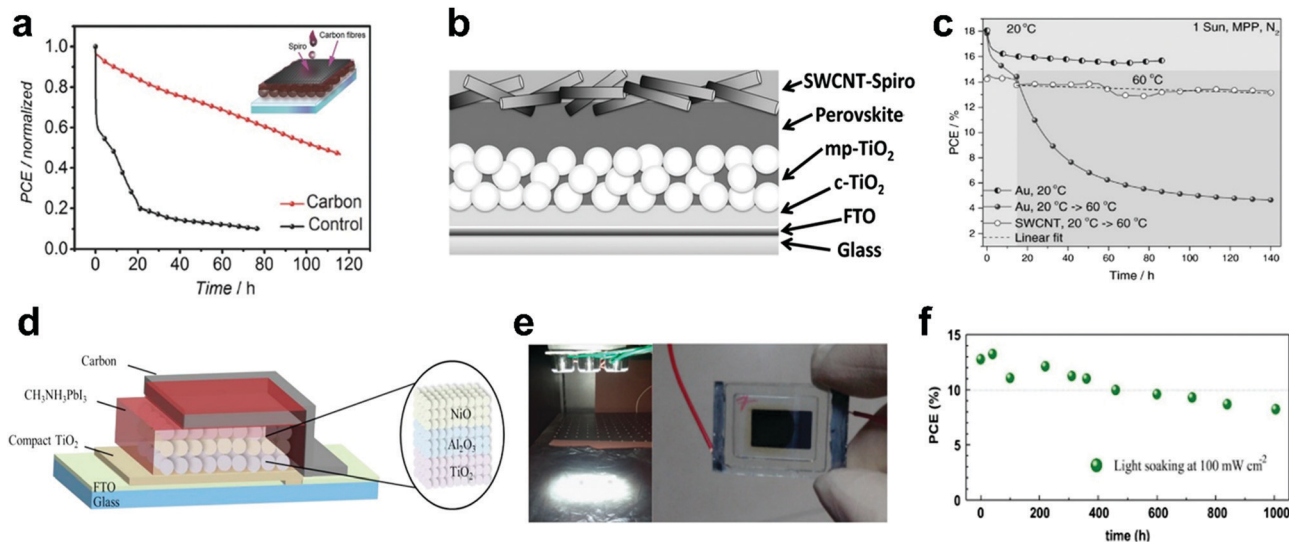 a
Spiro
Carbon fibres
1.0
0.8
0.6
0.4
0.2
0.0
PCE / normalized
Carbon
Control
0 20 40 60 80 100 120
Time / h
b
SWCNT-Spiro
Perovskite
mp-TiO₂
c-TiO₂
FTO
Glass
c
20 °C
1 Sun, MPP, N₂
60 °C
18
16
14
12
10
8
6
4
2
PCE / %
Au, 20 °C
Au, 20 °C -> 60 °C
SWCNT, 20 °C -> 60 °C
Linear fit
0 20 40 60 80 100 120 140
Time / h
d
Carbon
CH₃NH₃PbI₃
Compact TiO₂
FTO
Glass
NiO
Al₂O₃
TiO₂
e
f
15
10
5
0
PCE (%)
Light soaking at 100 mW cm⁻²
0 200 400 600 800 1000
time (h)